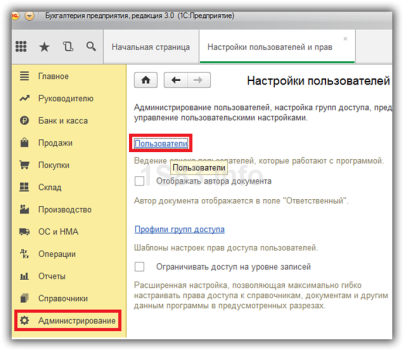 Бухгалтерия предприятия, редакция 3.0 (1С:Предприятие)
Начальная страница
Настройки пользователей и прав
Главное
Руководителю
Банк и касса
Продажи
Покупки
Склад
Производство
ОС и НМА
Операции
Отчеты
Справочники
Администрирование
Настройки пользователей
Администрирование пользователей, настройка групп доступа, пред
управление пользовательскими настройками.
Пользователи
Ведение списка пользователей, которые работают с программой.
Пользователи
Отображать автора документа
Автор документа отображается в поле "Ответственный".
Профили групп доступа
Шаблоны настроек прав доступа пользователей.
Ограничивать доступ на уровне записей
Расширенная настройка, позволяющая максимально гибко
настраивать права доступа к справочникам, документам и другим
данным программы в предусмотренных разрезах.